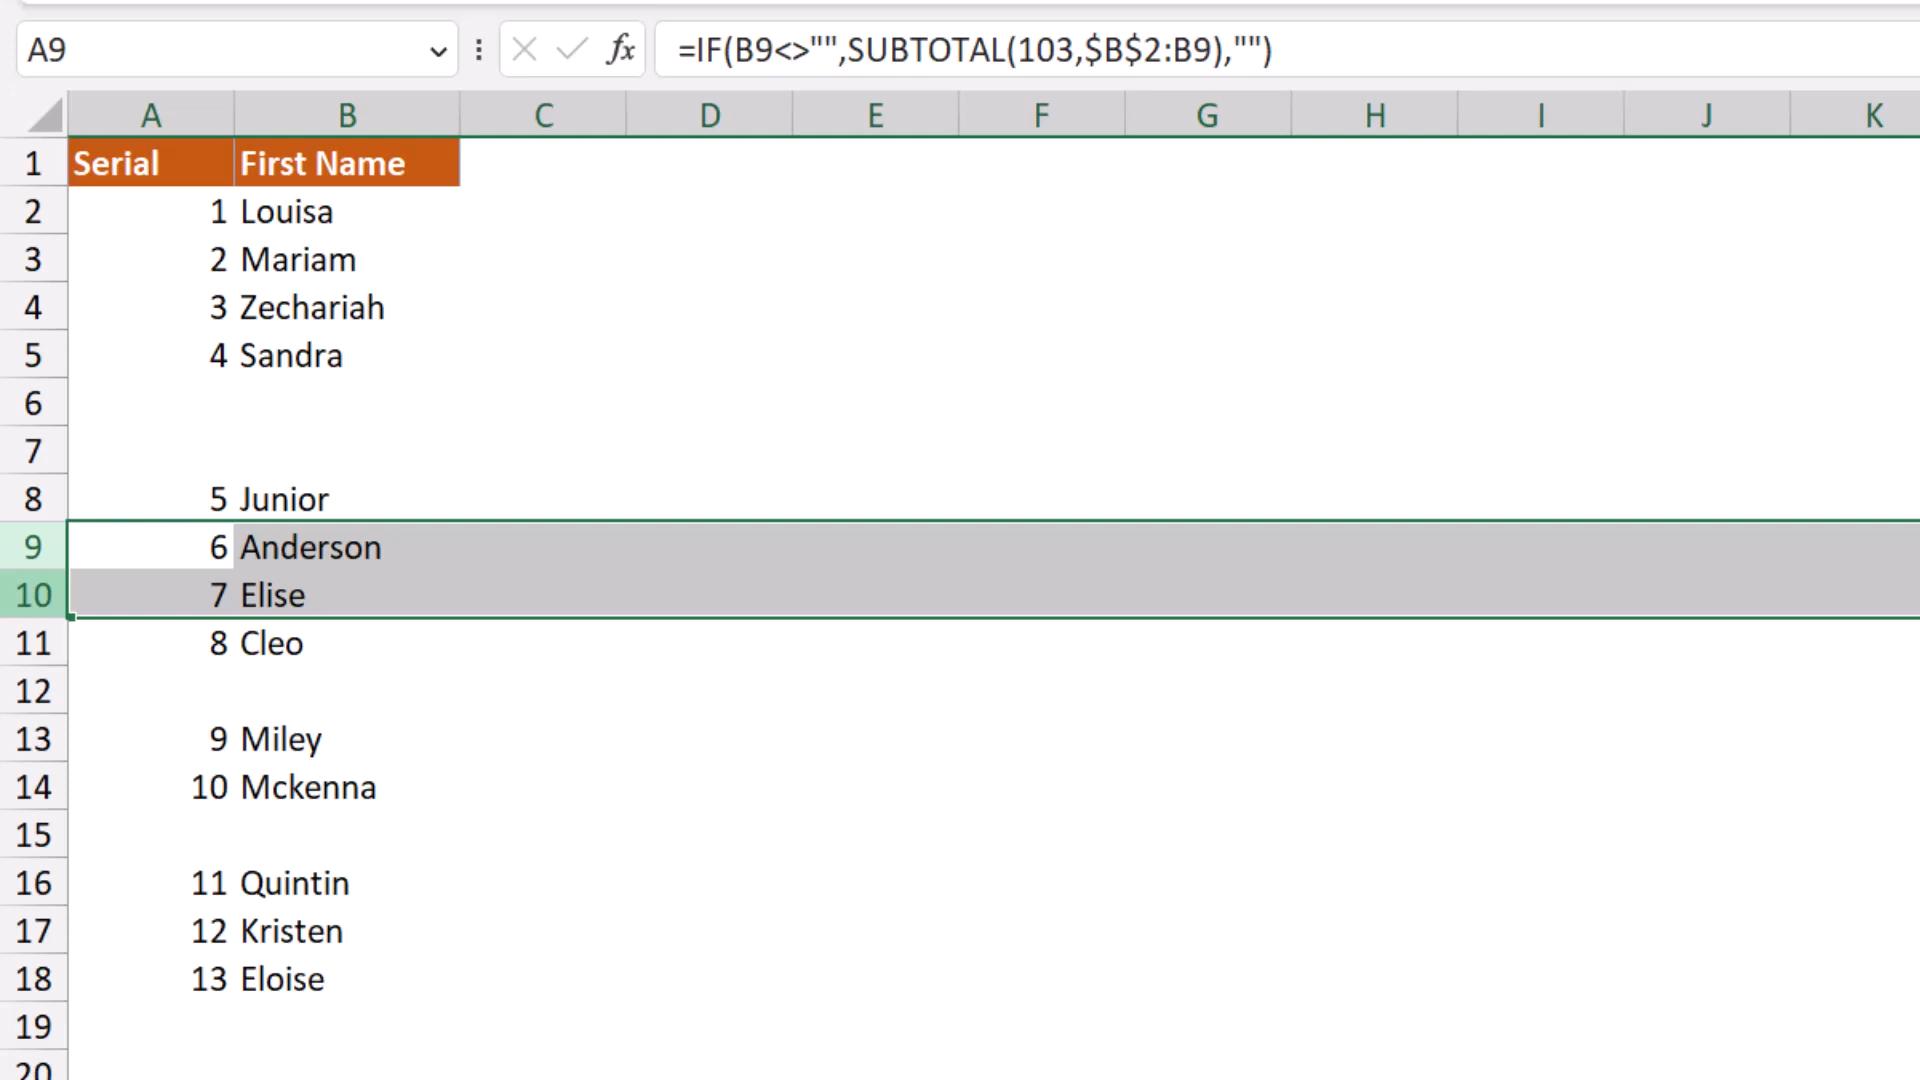 A9 fx =IF(B9<>"",SUBTOTAL(103,$B$2:B9),"")
A B C D E F G H I J K
1 Serial First Name
2 1 Louisa
3 2 Mariam
4 3 Zechariah
5 4 Sandra
6
7
8 5 Junior
9 6 Anderson
10 7 Elise
11 8 Cleo
12
13 9 Miley
14 10 Mckenna
15
16 11 Quintin
17 12 Kristen
18 13 Eloise
19
20